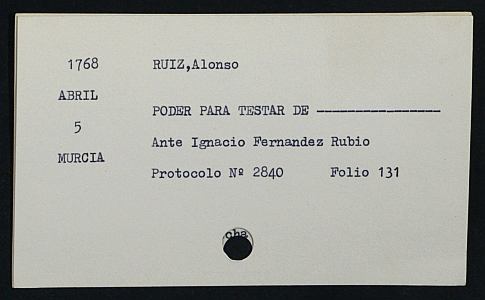 1768 RUIZ,Alonso
ABRIL
PODER PARA TESTAR DE ----------------
5
Ante Ignacio Fernandez Rubio
MURCIA
Protocolo Nº 2840 Folio 131
cha